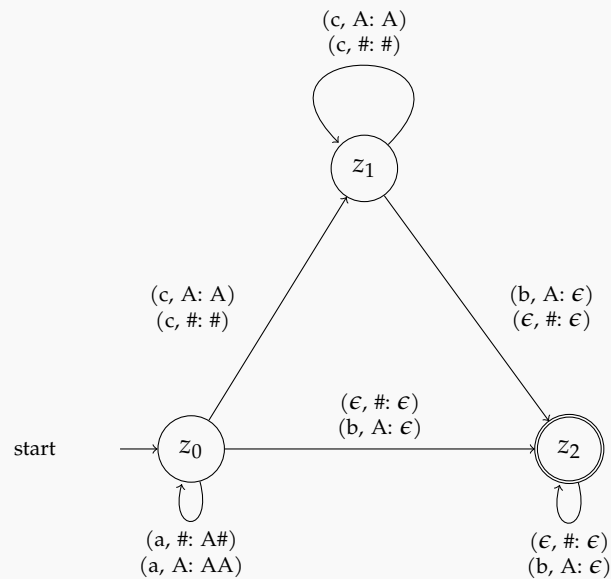 (c, A: A)
(c, #: #)
z₁
(c, A: A)
(c, #: #)
(b, A: ϵ)
(ϵ, #: ϵ)
(ϵ, #: ϵ)
(b, A: ϵ)
start
z₀
z₂
(a, #: A#)
(a, A: AA)
(ϵ, #: ϵ)
(b, A: ϵ)